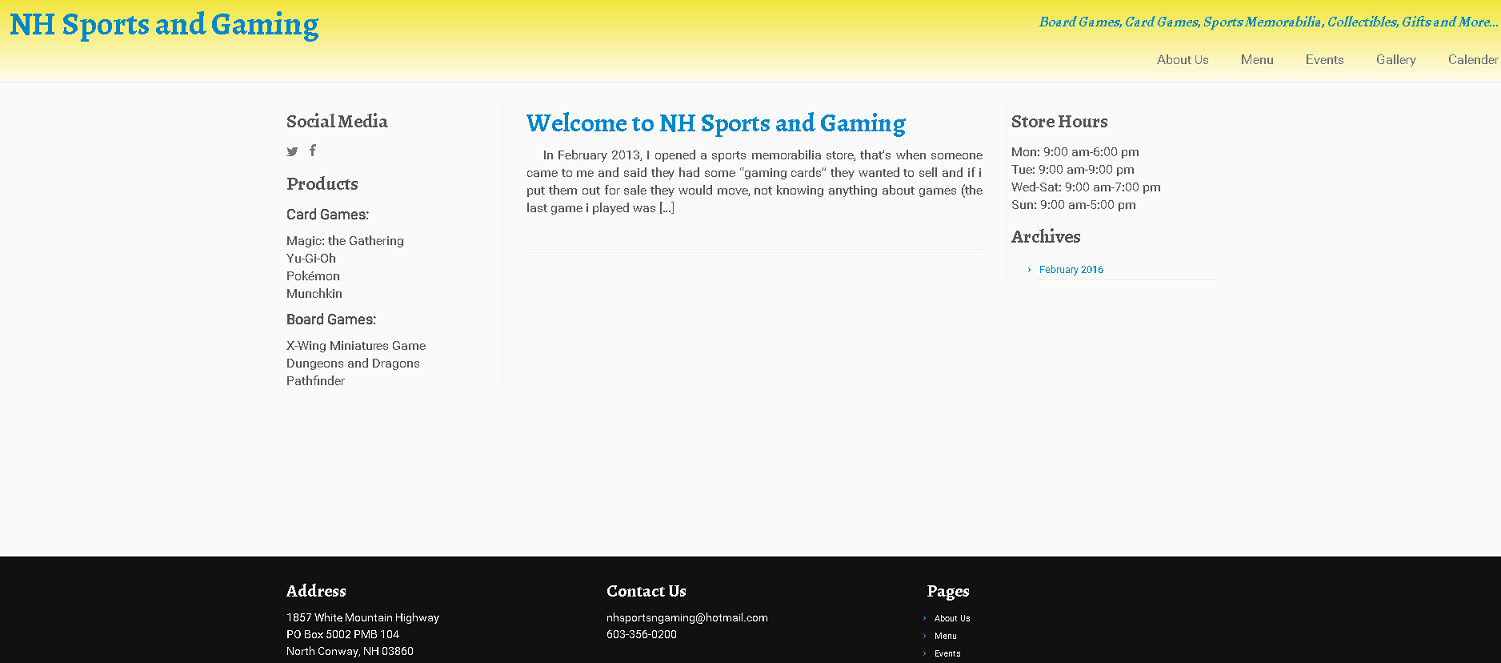 NH Sports and Gaming
Board Games, Card Games, Sports Memorabilia, Collectibles, Gifts and More...
About Us
Menu
Events
Gallery
Calender
Social Media
Products
Card Games:
Magic: the Gathering
Yu-Gi-Oh
Pokémon
Munchkin
Board Games:
X-Wing Miniatures Game
Dungeons and Dragons
Pathfinder
Welcome to NH Sports and Gaming
In February 2013, I opened a sports memorabilia store, that's when someone
came to me and said they had some “gaming cards” they wanted to sell and if i
put them out for sale they would move, not knowing anything about games (the
last game i played was [...]
Store Hours
Mon: 9:00 am-6:00 pm
Tue: 9:00 am-9:00 pm
Wed-Sat: 9:00 am-7:00 pm
Sun: 9:00 am-5:00 pm
Archives
› February 2016
Address
1857 White Mountain Highway
PO Box 5002 PMB 104
North Conway, NH 03860
Contact Us
nhsportsngaming@hotmail.com
603-356-0200
Pages
› About Us
› Menu
› Events